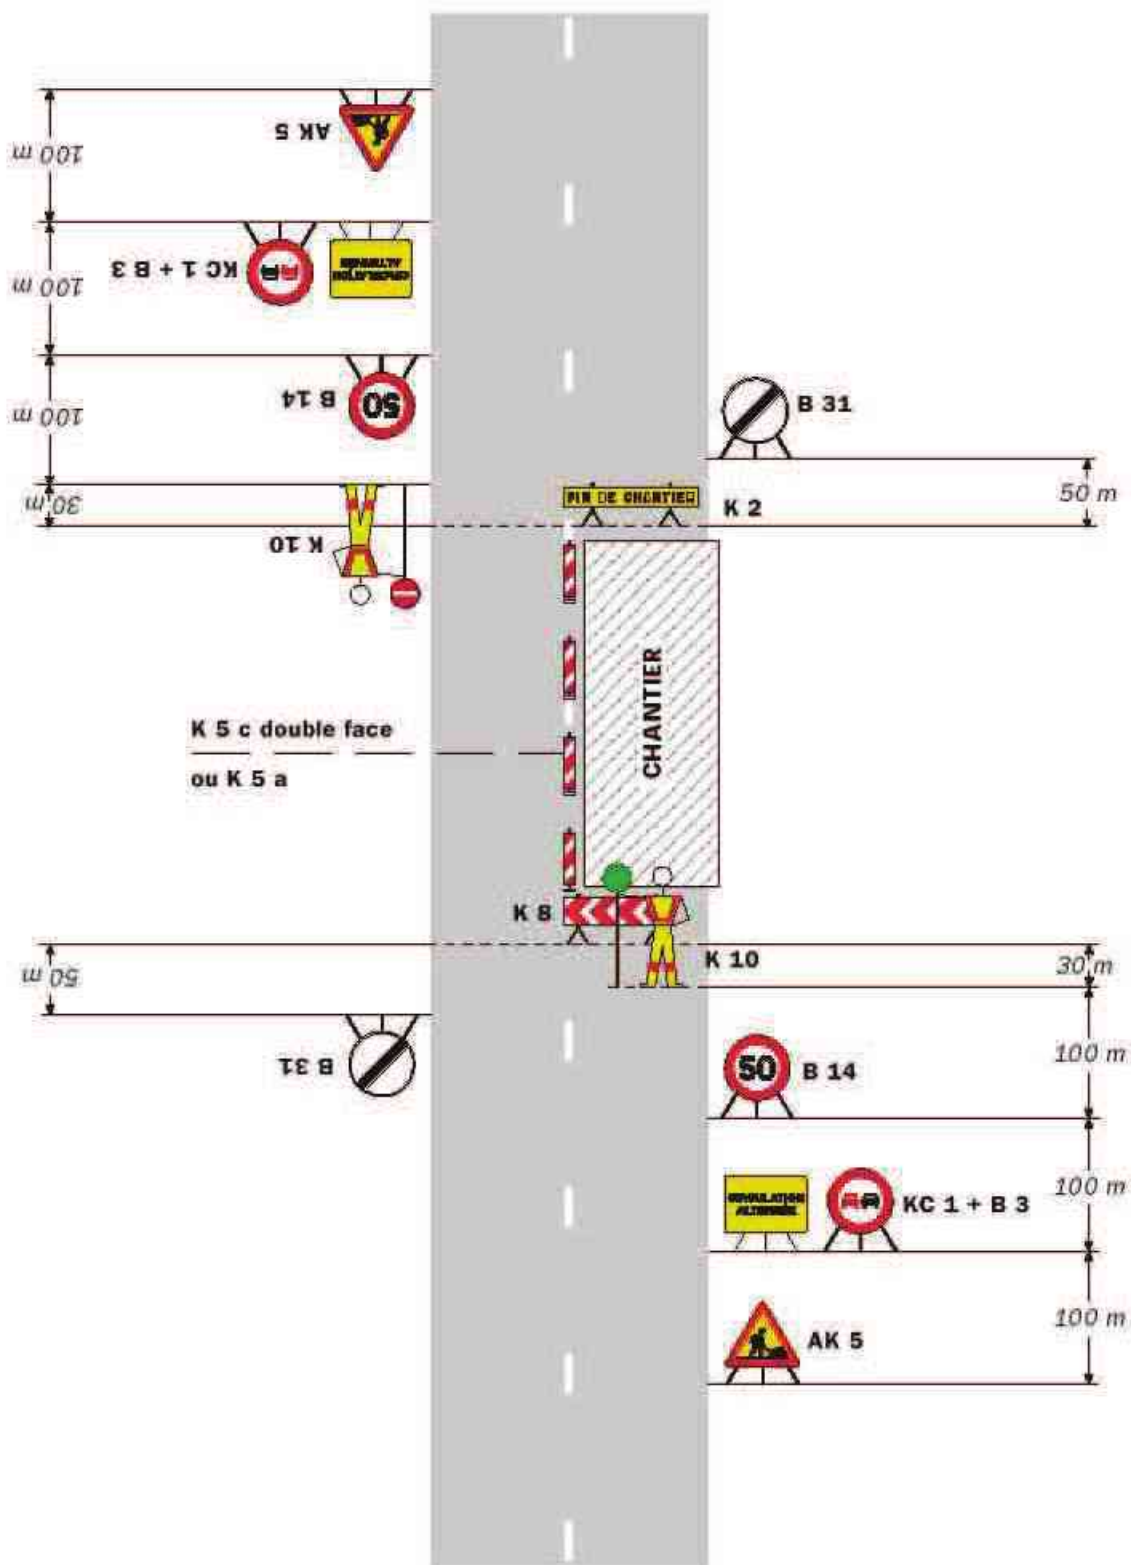 AK 5
100 m
KC 1 + B 3
CIRCULATION
ALTERNÉE
100 m
B 14
50
100 m
B 31
50 m
30 m
K 10
FIN DE CHANTIER
K 2
CHANTIER
K 5 c double face
ou K 5 a
K 8
K 10
30 m
50 m
B 31
50
B 14
100 m
CIRCULATION
ALTERNÉE
KC 1 + B 3
100 m
AK 5
100 m